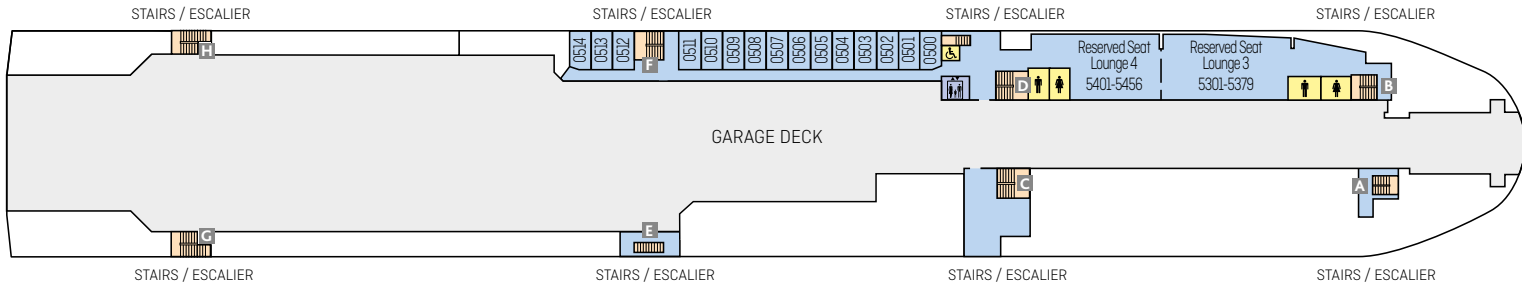 STAIRS / ESCALIER
STAIRS / ESCALIER
STAIRS / ESCALIER
STAIRS / ESCALIER
H
0514
0513
0512
F
0511
0510
0509
0508
0507
0506
0505
0504
0503
0502
0501
0500
D
Reserved Seat
Lounge 4
5401-5456
Reserved Seat
Lounge 3
5301-5379
B
GARAGE DECK
G
E
C
A
STAIRS / ESCALIER
STAIRS / ESCALIER
STAIRS / ESCALIER
STAIRS / ESCALIER